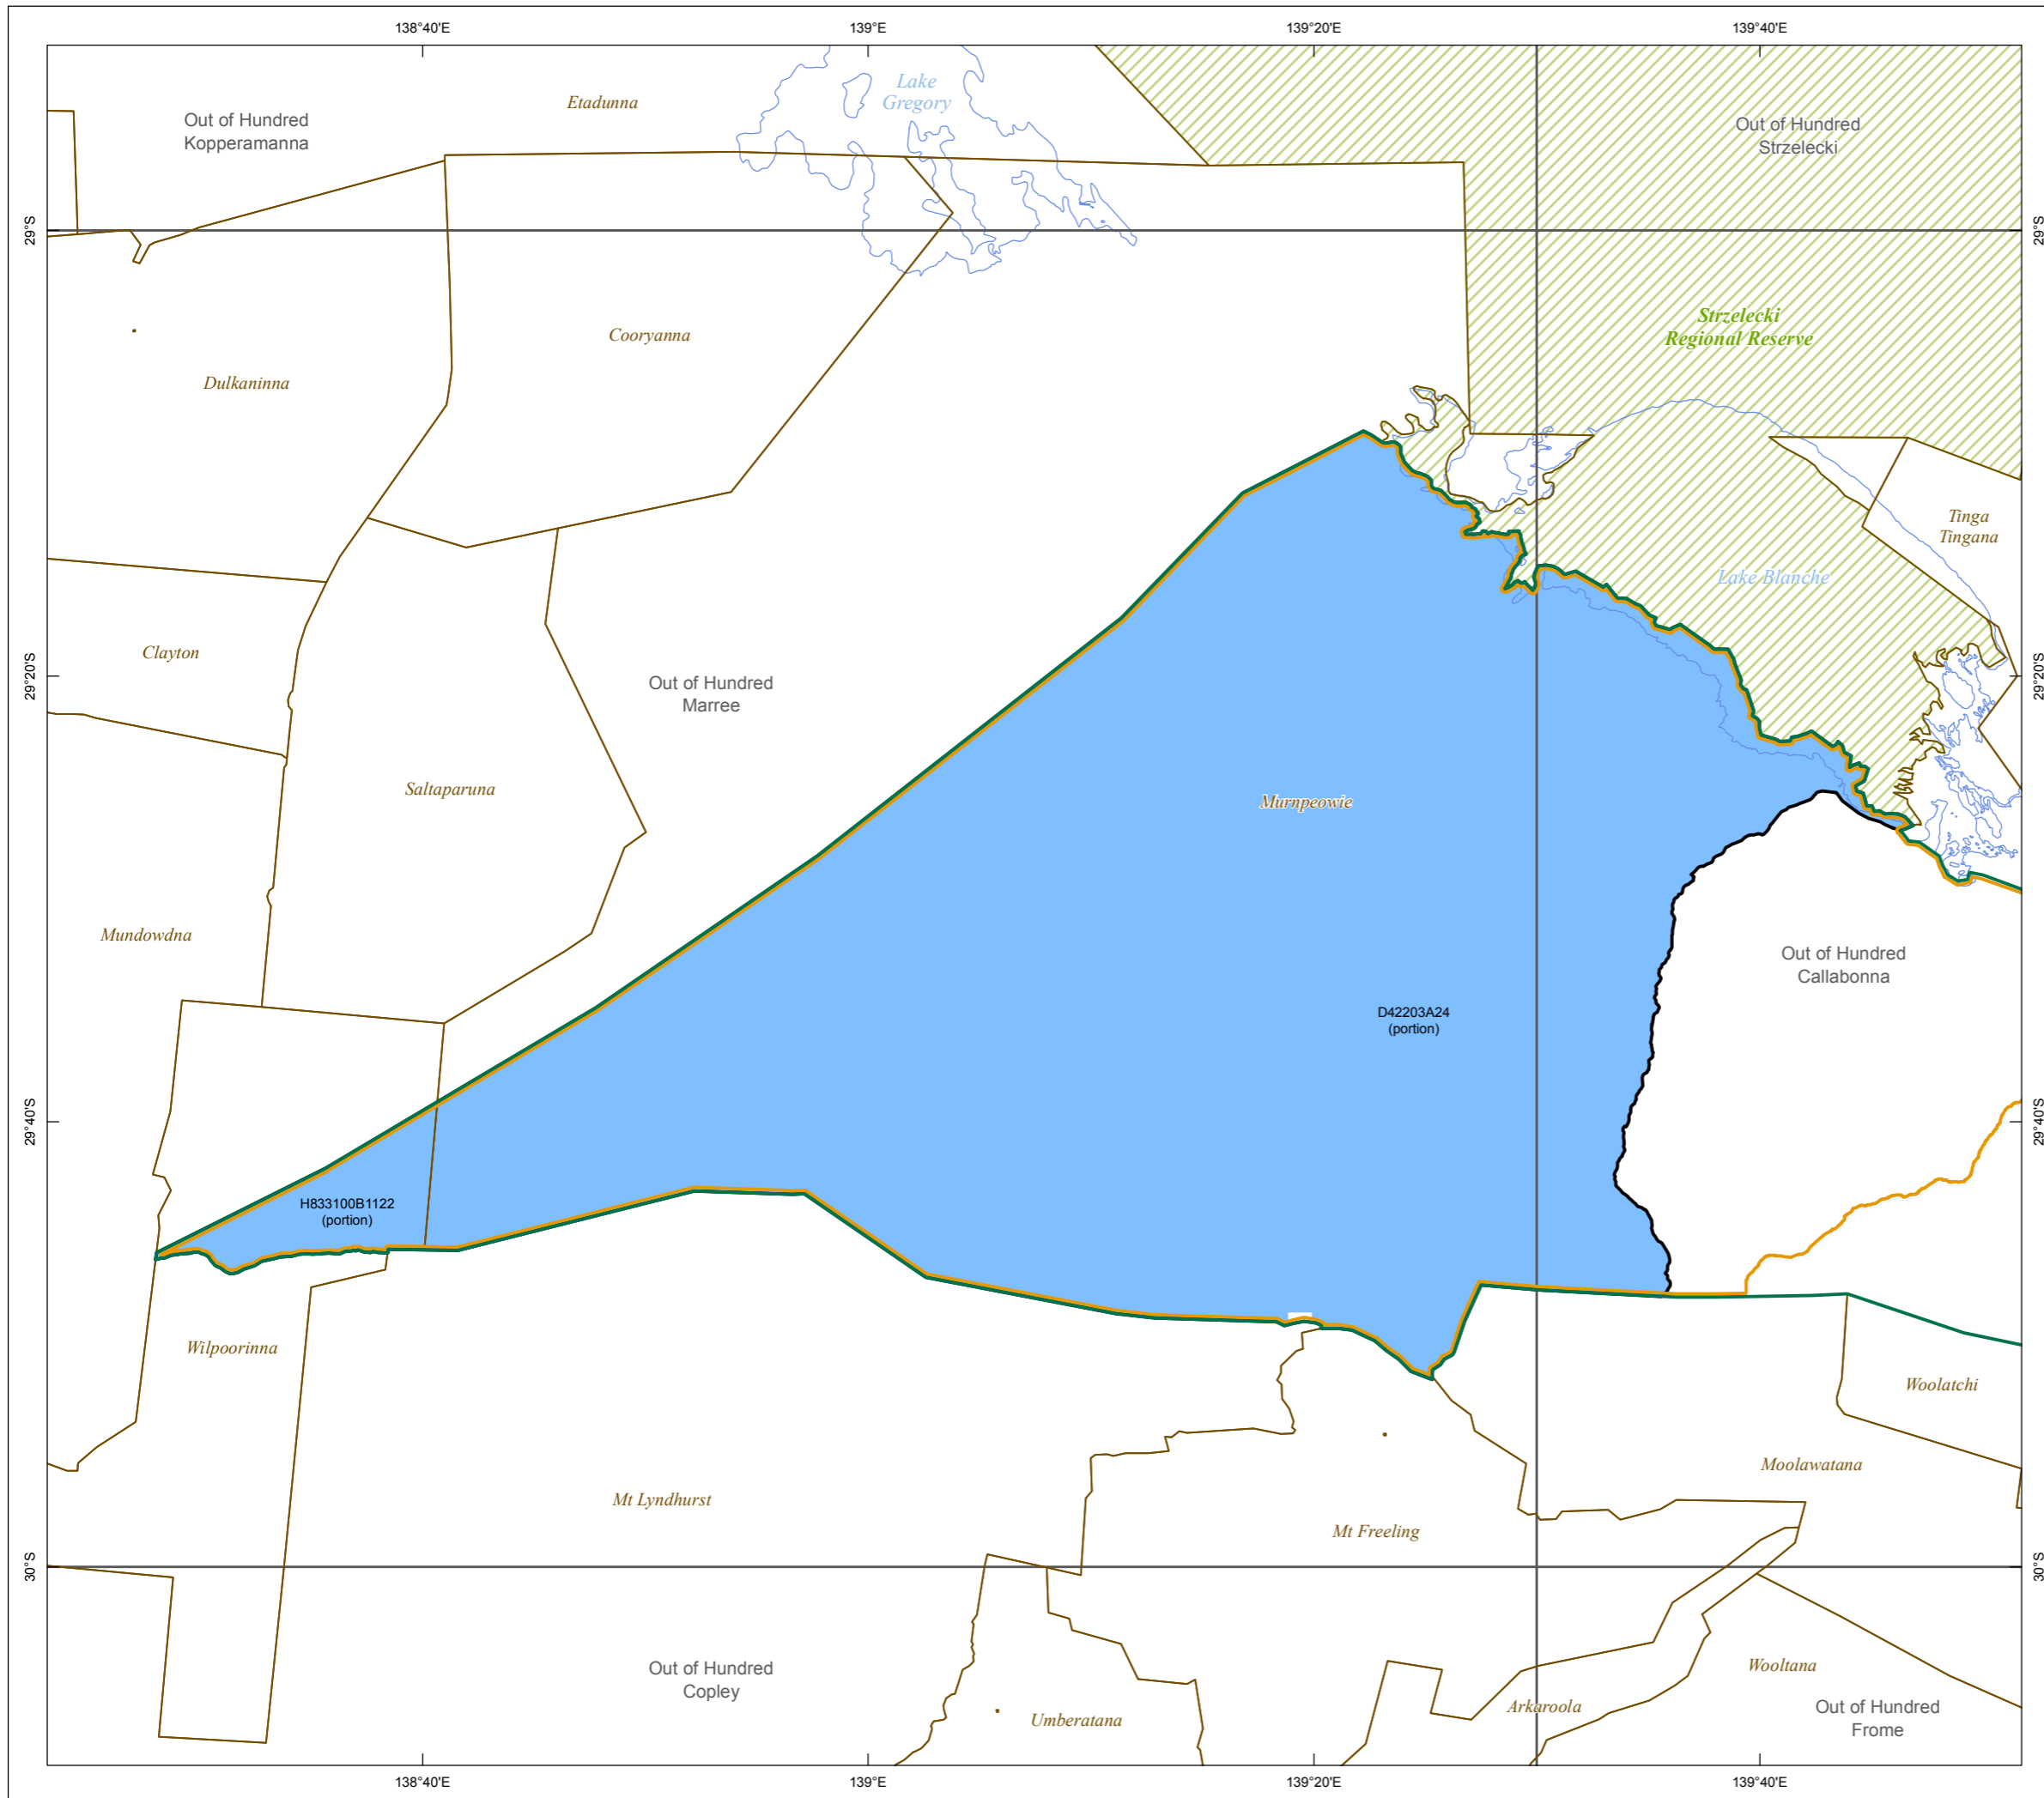 138°40'E
139°E
139°20'E
139°40'E
Lake
Gregory
Etadunna
Out of Hundred
Kopperamanna
Out of Hundred
Strzelecki
29°S
29°S
Strzelecki
Regional Reserve
Cooryanna
Dulkaninna
Tinga
Tingana
Lake Blanche
Clayton
29°20'S
29°20'S
Out of Hundred
Marree
Saltaparuna
Murnpeowie
Mundowdna
Out of Hundred
Callabonna
D42203A24
(portion)
29°40'S
29°40'S
H833100B1122
(portion)
Wilpoorinna
Woolatchi
Moolawatana
Mt Lyndhurst
Mt Freeling
30°S
30°S
Out of Hundred
Copley
Wooltana
Arkaroola
Umberatana
Out of Hundred
Frome
138°40'E
139°E
139°20'E
139°40'E